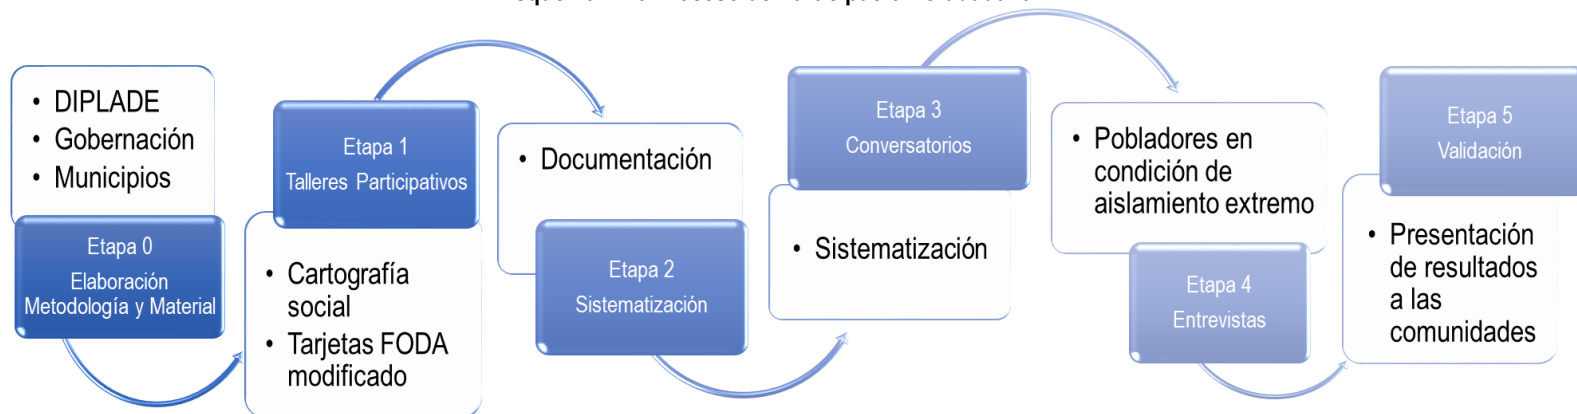 • DIPLADE
• Gobernación
• Municipios
Etapa 0
Elaboración
Metodología y Material
Etapa 1
Talleres Participativos
• Cartografía
social
• Tarjetas FODA
modificado
• Documentación
Etapa 2
Sistematización
Etapa 3
Conversatorios
• Sistematización
• Pobladores en
condición de
aislamiento extremo
Etapa 4
Entrevistas
Etapa 5
Validación
• Presentación
de resultados
a las
comunidades